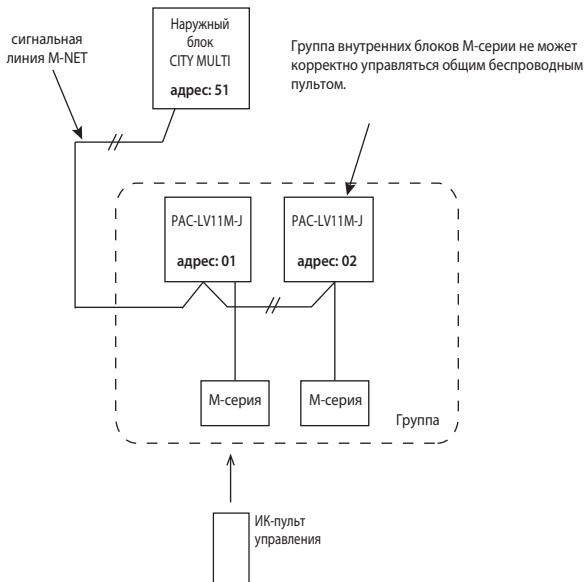 сигнальная
линия M-NET
Наружный
блок
CITY MULTI
адрес: 51
Группа внутренних блоков М-серии не может
корректно управляться общим беспроводным
пультом.
PAC-LV11M-J
адрес: 01
PAC-LV11M-J
адрес: 02
М-серия
М-серия
Группа
ИК-пульт
управления